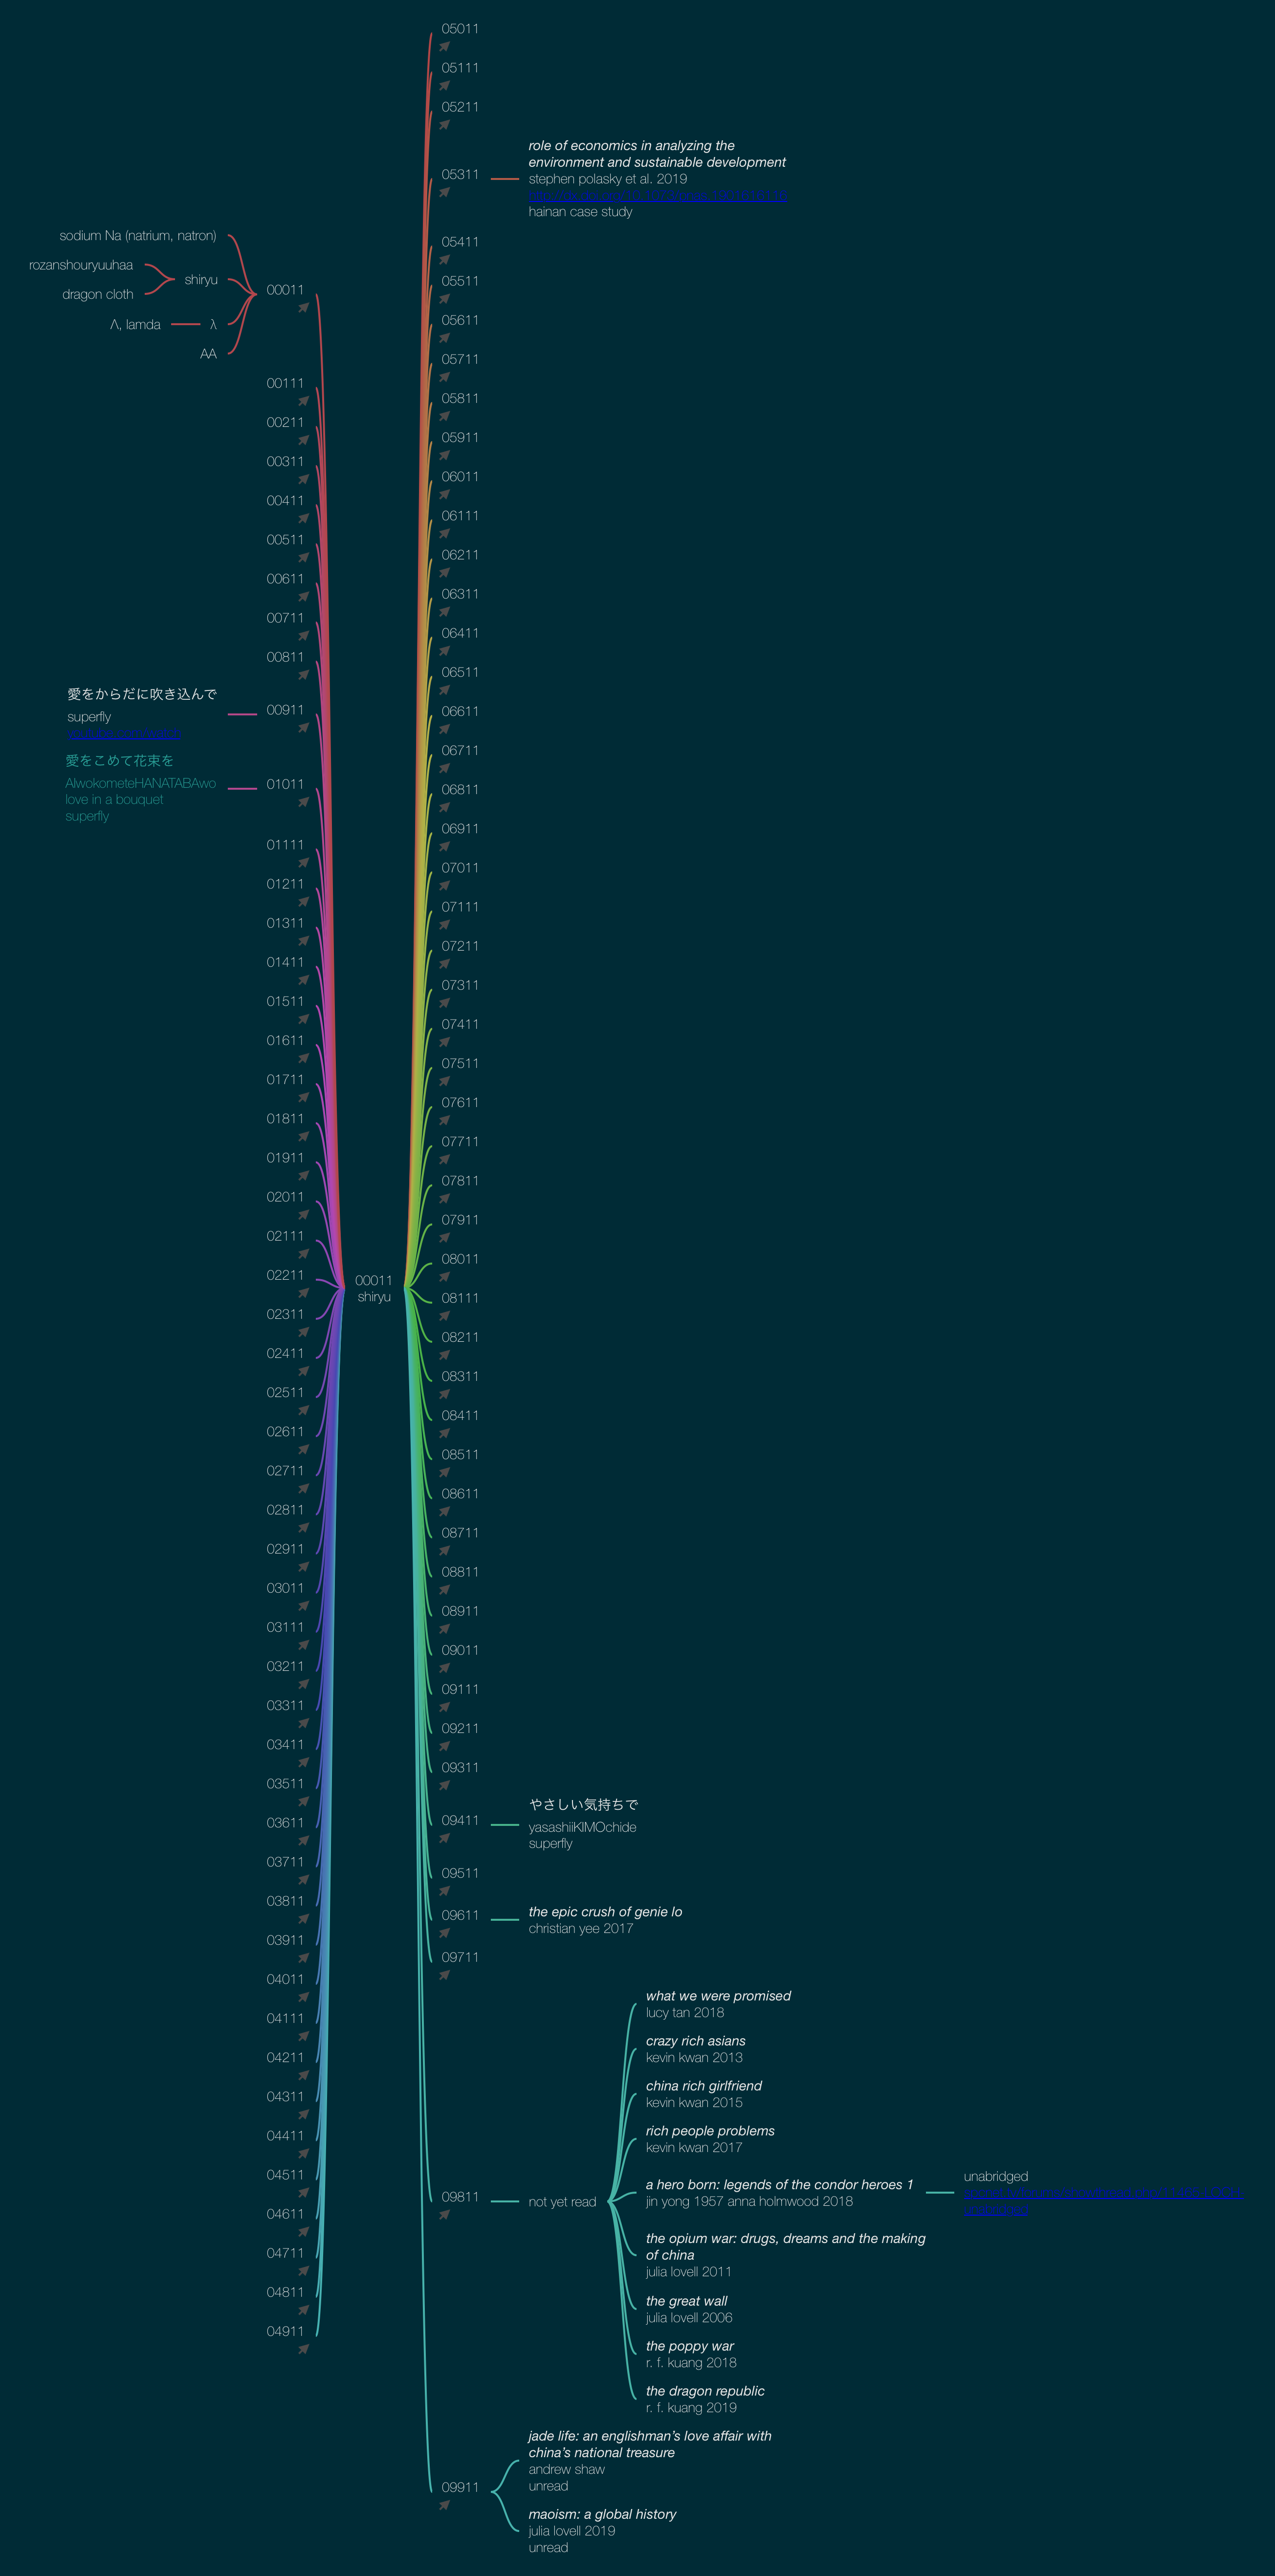 sodium Na (natrium, natron)
rozanshouryuuhaa
dragon cloth
shiryu
Λ, lamda
λ
AA
00011
00111
00211
00311
00411
00511
00611
00711
00811
愛をからだに吹き込んで
superfly
00911
愛をこめて花束を
AIwokometeHANATABAwo
love in a bouquet
superfly
01011
01111
01211
01311
01411
01511
01611
01711
01811
01911
02011
02111
02211
02311
02411
02511
02611
02711
02811
02911
03011
03111
03211
03311
03411
03511
03611
03711
03811
03911
04011
04111
04211
04311
04411
04511
04611
04711
04811
04911
00011
shiryu
05011
05111
05211
05311
role of economics in analyzing the
environment and sustainable development
stephen polasky et al. 2019
hainan case study
05411
05511
05611
05711
05811
05911
06011
06111
06211
06311
06411
06511
06611
06711
06811
06911
07011
07111
07211
07311
07411
07511
07611
07711
07811
07911
08011
08111
08211
08311
08411
08511
08611
08711
08811
08911
09011
09111
09211
09311
09411
やさしい気持ちで
yasashiiKIMOchide
superfly
09511
09611
the epic crush of genie lo
christian yee 2017
09711
09811
not yet read
what we were promised
lucy tan 2018
crazy rich asians
kevin kwan 2013
china rich girlfriend
kevin kwan 2015
rich people problems
kevin kwan 2017
a hero born: legends of the condor heroes 1
jin yong 1957 anna holmwood 2018
unabridged
the opium war: drugs, dreams and the making
of china
julia lovell 2011
the great wall
julia lovell 2006
the poppy war
r. f. kuang 2018
the dragon republic
r. f. kuang 2019
09911
jade life: an englishman's love affair with
china's national treasure
andrew shaw
unread
maoism: a global history
julia lovell 2019
unread